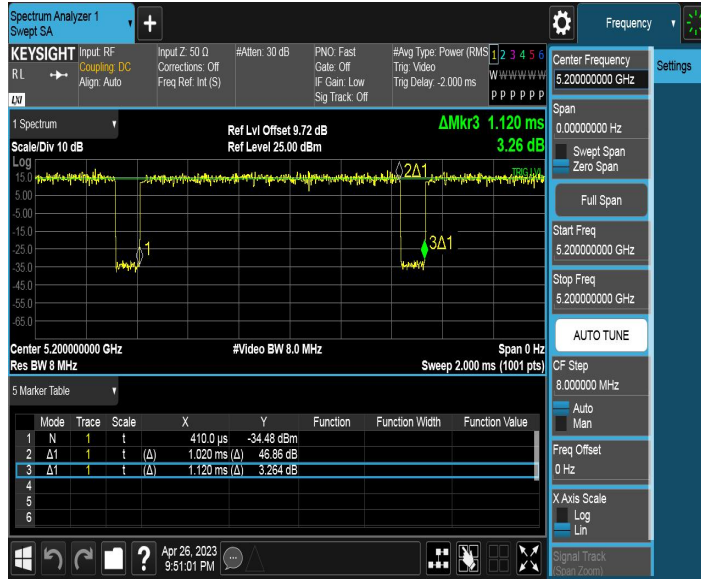 Spectrum Analyzer 1
Swept SA
Frequency
KEYSIGHT
RL
LXI
Input: RF
Coupling: DC
Align: Auto
Input Z: 50 Ω
Corrections: Off
Freq Ref: Int (S)
#Atten: 30 dB
PNO: Fast
Gate: Off
IF Gain: Low
Sig Track: Off
#Avg Type: Power (RMS
Trig: Video
Trig Delay: -2.000 ms
1 2 3 4 5 6
W W W W W W
P P P P P P
1 Spectrum
Scale/Div 10 dB
Ref Lvl Offset 9.72 dB
Ref Level 25.00 dBm
ΔMkr3 1.120 ms
3.26 dB
Log
15.0
5.00
-5.00
-15.0
-25.0
-35.0
-45.0
-55.0
-65.0
2Δ1
TRIG LVL
1
3Δ1
Center 5.200000000 GHz
#Video BW 8.0 MHz
Span 0 Hz
Res BW 8 MHz
Sweep 2.000 ms (1001 pts)
5 Marker Table
Mode Trace Scale X Y Function Function Width Function Value
1 N 1 t 410.0 µs -34.48 dBm
2 Δ1 1 t (Δ) 1.020 ms (Δ) 46.86 dB
3 Δ1 1 t (Δ) 1.120 ms (Δ) 3.264 dB
4
5
6
Apr 26, 2023
9:51:01 PM
Settings
Center Frequency
5.200000000 GHz
Span
0.00000000 Hz
Swept Span
Zero Span
Full Span
Start Freq
5.200000000 GHz
Stop Freq
5.200000000 GHz
AUTO TUNE
CF Step
8.000000 MHz
Auto
Man
Freq Offset
0 Hz
X Axis Scale
Log
Lin
Signal Track
(Span Zoom)